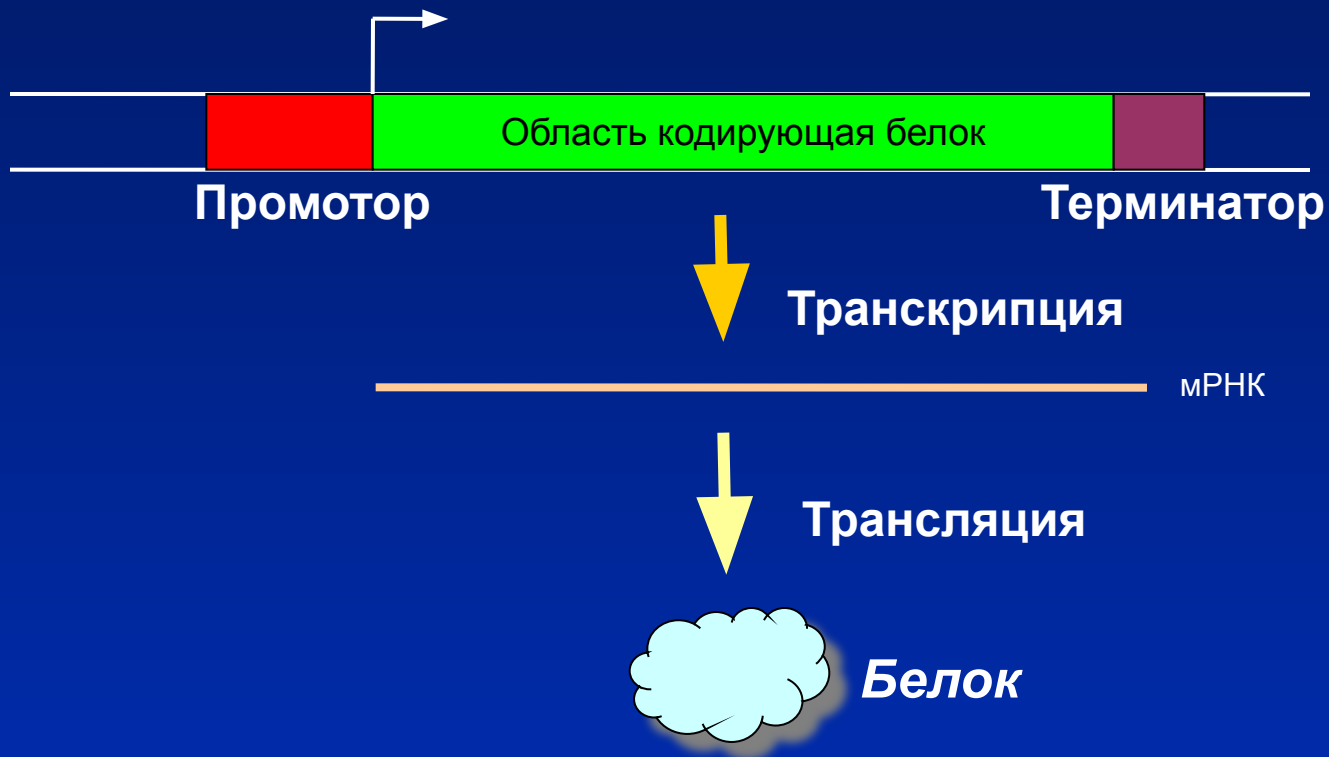 Область кодирующая белок
Промотор
Терминатор
Транскрипция
мРНК
Трансляция
Белок